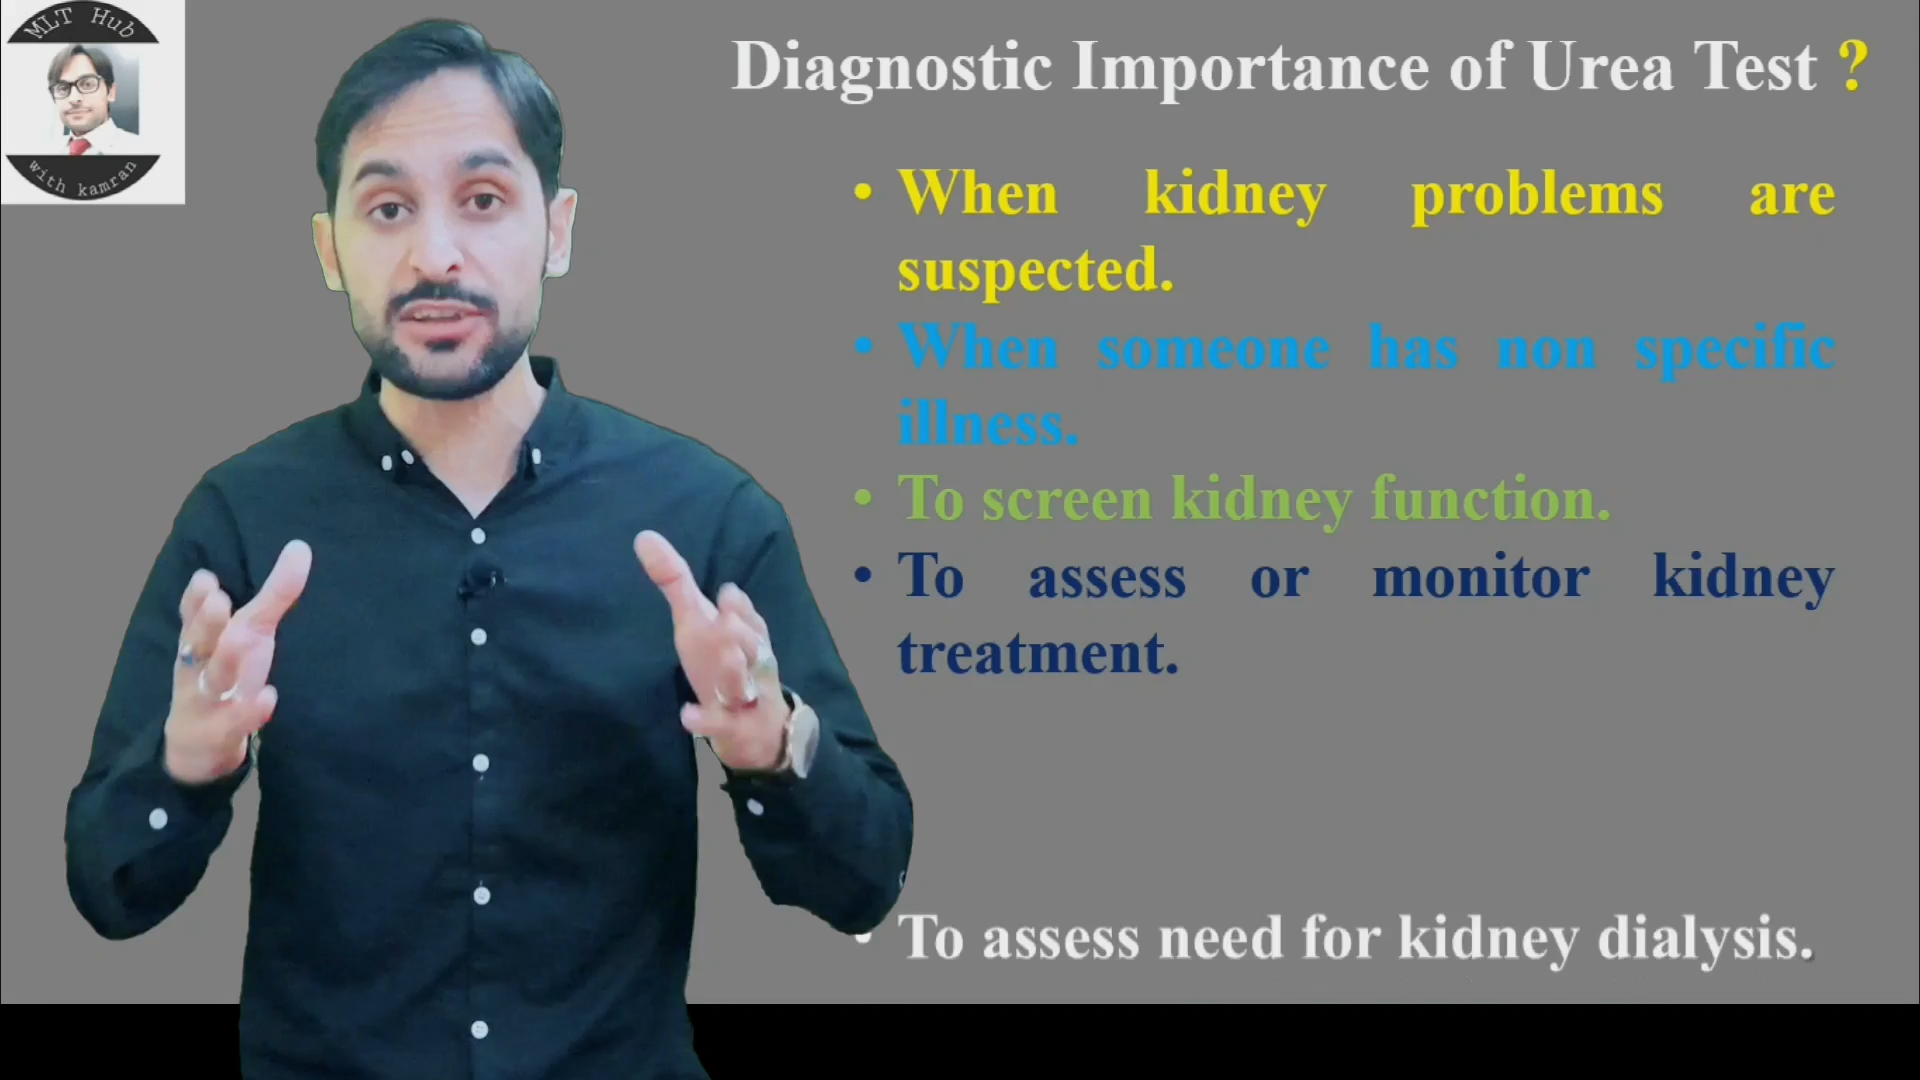 MLT Hub
with kamran
Diagnostic Importance of Urea Test ?
• When kidney problems are
suspected.
• When someone has non specific
illness.
• To screen kidney function.
• To assess or monitor kidney
treatment.
• To assess need for kidney dialysis.